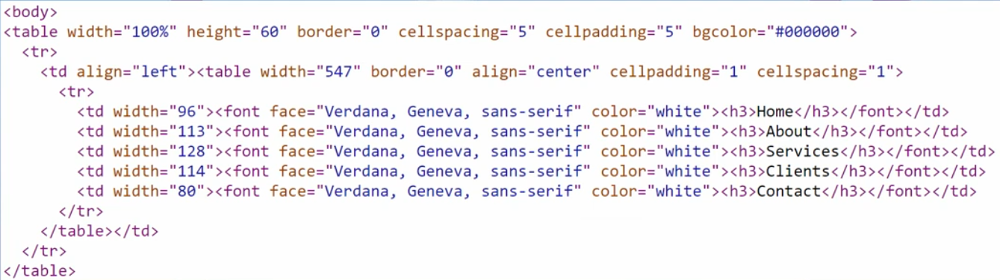 <body>
<table width="100%" height="60" border="0" cellspacing="5" cellpadding="5" bgcolor="#000000">
  <tr>
    <td align="left"><table width="547" border="0" align="center" cellpadding="1" cellspacing="1">
      <tr>
        <td width="96"><font face="Verdana, Geneva, sans-serif" color="white"><h3>Home</h3></font></td>
        <td width="113"><font face="Verdana, Geneva, sans-serif" color="white"><h3>About</h3></font></td>
        <td width="128"><font face="Verdana, Geneva, sans-serif" color="white"><h3>Services</h3></font></td>
        <td width="114"><font face="Verdana, Geneva, sans-serif" color="white"><h3>Clients</h3></font></td>
        <td width="80"><font face="Verdana, Geneva, sans-serif" color="white"><h3>Contact</h3></font></td>
      </tr>
    </table></td>
  </tr>
</table>